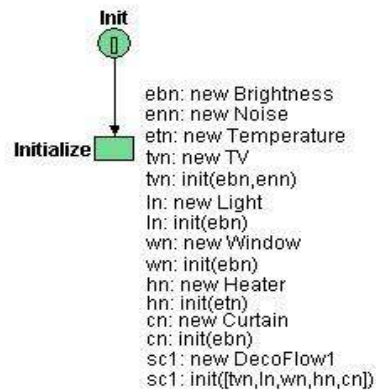 Init
[]
Initialize
ebn: new Brightness
enn: new Noise
etn: new Temperature
tvn: new TV
tvn: init(ebn,enn)
ln: new Light
ln: init(ebn)
wn: new Window
wn: init(ebn)
hn: new Heater
hn: init(etn)
cn: new Curtain
cn: init(ebn)
sc1: new DecoFlow1
sc1: init([tvn,ln,wn,hn,cn])